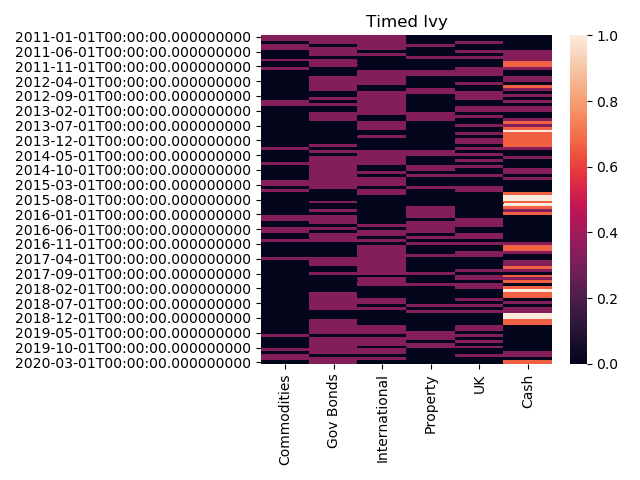 Timed Ivy
2011-01-01T00:00:00.000000000
2011-06-01T00:00:00.000000000
2011-11-01T00:00:00.000000000
2012-04-01T00:00:00.000000000
2012-09-01T00:00:00.000000000
2013-02-01T00:00:00.000000000
2013-07-01T00:00:00.000000000
2013-12-01T00:00:00.000000000
2014-05-01T00:00:00.000000000
2014-10-01T00:00:00.000000000
2015-03-01T00:00:00.000000000
2015-08-01T00:00:00.000000000
2016-01-01T00:00:00.000000000
2016-06-01T00:00:00.000000000
2016-11-01T00:00:00.000000000
2017-04-01T00:00:00.000000000
2017-09-01T00:00:00.000000000
2018-02-01T00:00:00.000000000
2018-07-01T00:00:00.000000000
2018-12-01T00:00:00.000000000
2019-05-01T00:00:00.000000000
2019-10-01T00:00:00.000000000
2020-03-01T00:00:00.000000000
Commodities
Gov Bonds
International
Property
UK
Cash
1.0
0.8
0.6
0.4
0.2
0.0